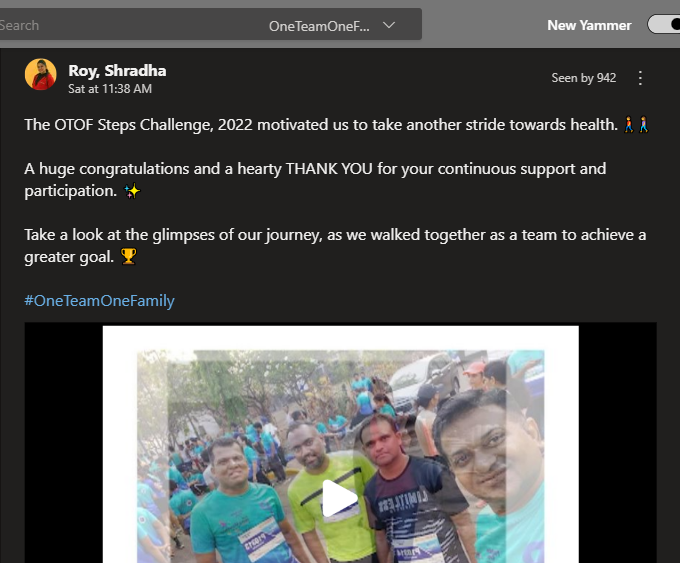 Search
OneTeamOneF...
New Yammer
Roy, Shradha
Sat at 11:38 AM
Seen by 942
The OTOF Steps Challenge, 2022 motivated us to take another stride towards health. 🚶🚶
A huge congratulations and a hearty THANK YOU for your continuous support and
participation. ✨
Take a look at the glimpses of our journey, as we walked together as a team to achieve a
greater goal. 🏆
#OneTeamOneFamily
LIMITLESS